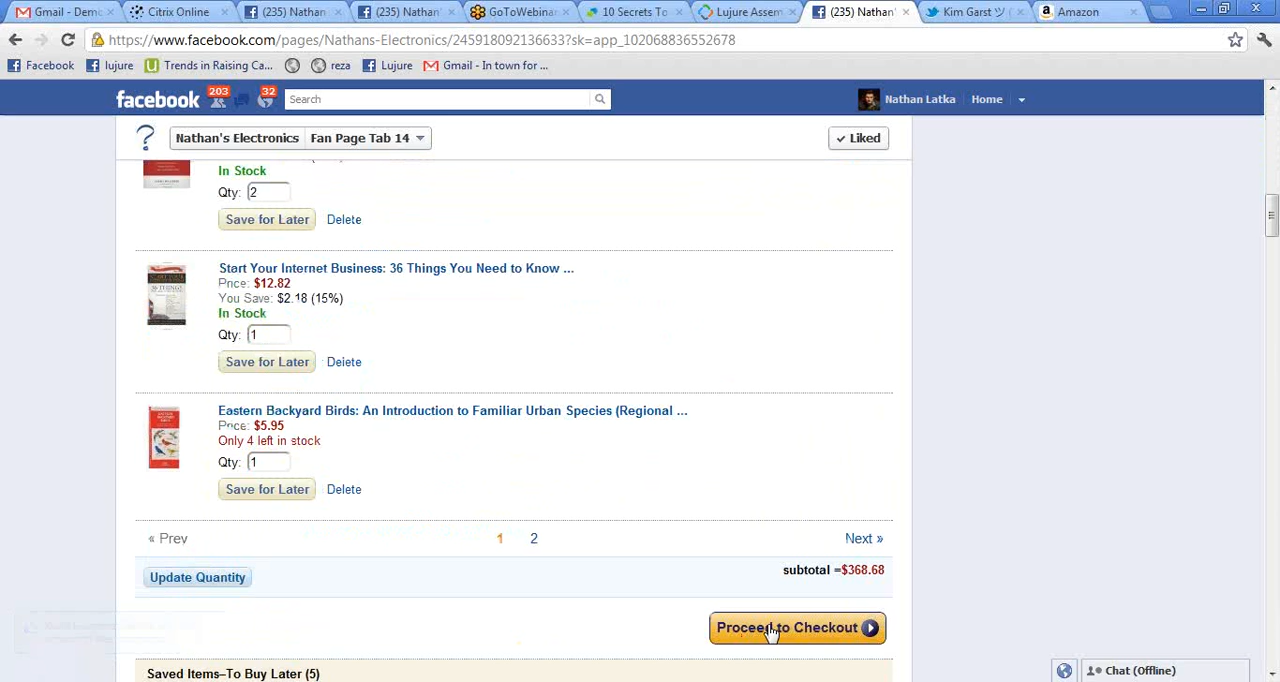 Gmail - Demo
Citrix Online
(235) Nathan
(235) Nathan'
GoToWebinar
10 Secrets To
Lujure Assem
(235) Nathan'
Kim Garst ツ
Amazon
https://www.facebook.com/pages/Nathans-Electronics/245918092136633?sk=app_102068836552678
Facebook
lujure
Trends in Raising Ca...
reza
Lujure
Gmail - In town for ...
facebook
203
32
Search
Nathan Latka
Home
Nathan's Electronics
Fan Page Tab 14
Liked
In Stock
Qty: 2
Save for Later
Delete
Start Your Internet Business: 36 Things You Need to Know ...
Price: $12.82
You Save: $2.18 (15%)
In Stock
Qty: 1
Save for Later
Delete
Eastern Backyard Birds: An Introduction to Familiar Urban Species (Regional ...
Price: $5.95
Only 4 left in stock
Qty: 1
Save for Later
Delete
« Prev
1
2
Next »
subtotal =$368.68
Update Quantity
Proceed to Checkout
Saved Items–To Buy Later (5)
Chat (Offline)